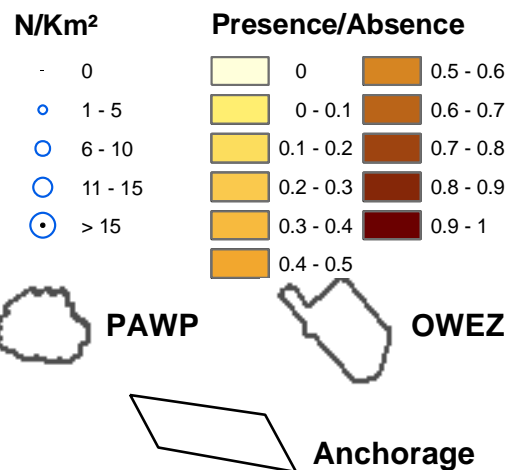 N/Km² Presence/Absence
- 0 0 0.5 - 0.6
1 - 5 0 - 0.1 0.6 - 0.7
6 - 10 0.1 - 0.2 0.7 - 0.8
11 - 15 0.2 - 0.3 0.8 - 0.9
> 15 0.3 - 0.4 0.9 - 1
0.4 - 0.5
PAWP OWEZ
Anchorage